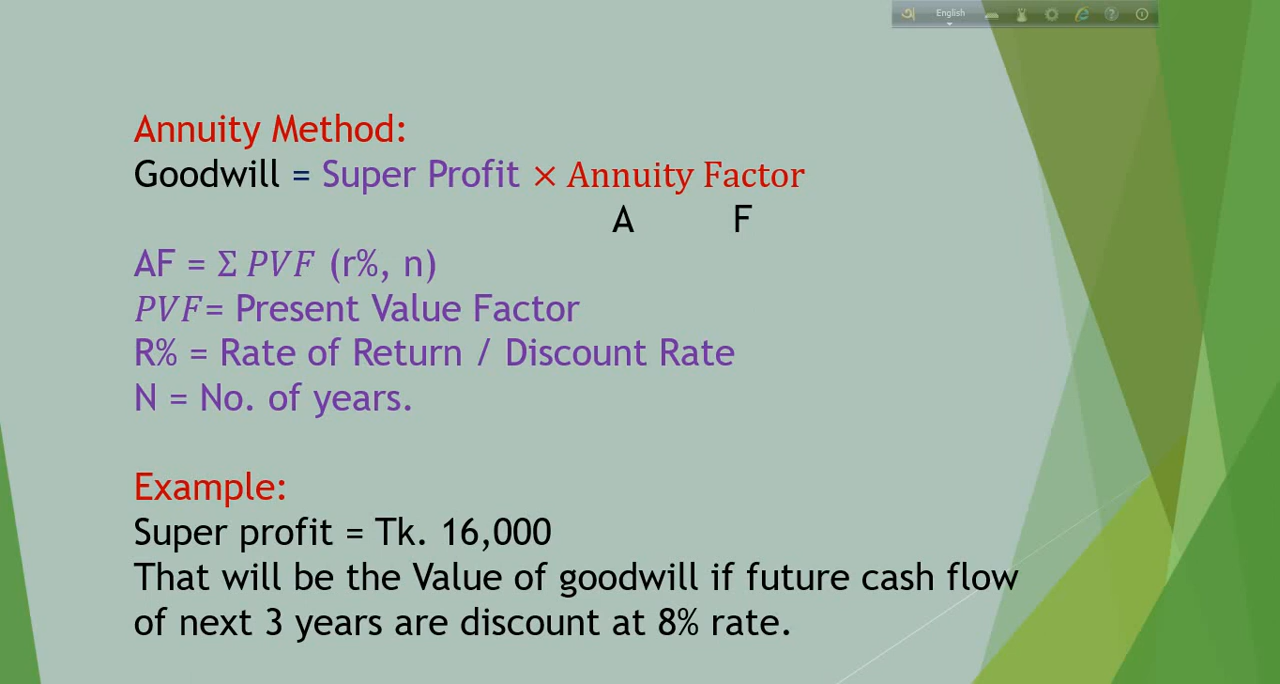 English
Annuity Method:
Goodwill = Super Profit × Annuity Factor
A F
AF = Σ PVF (r%, n)
PVF= Present Value Factor
R% = Rate of Return / Discount Rate
N = No. of years.
Example:
Super profit = Tk. 16,000
That will be the Value of goodwill if future cash flow
of next 3 years are discount at 8% rate.